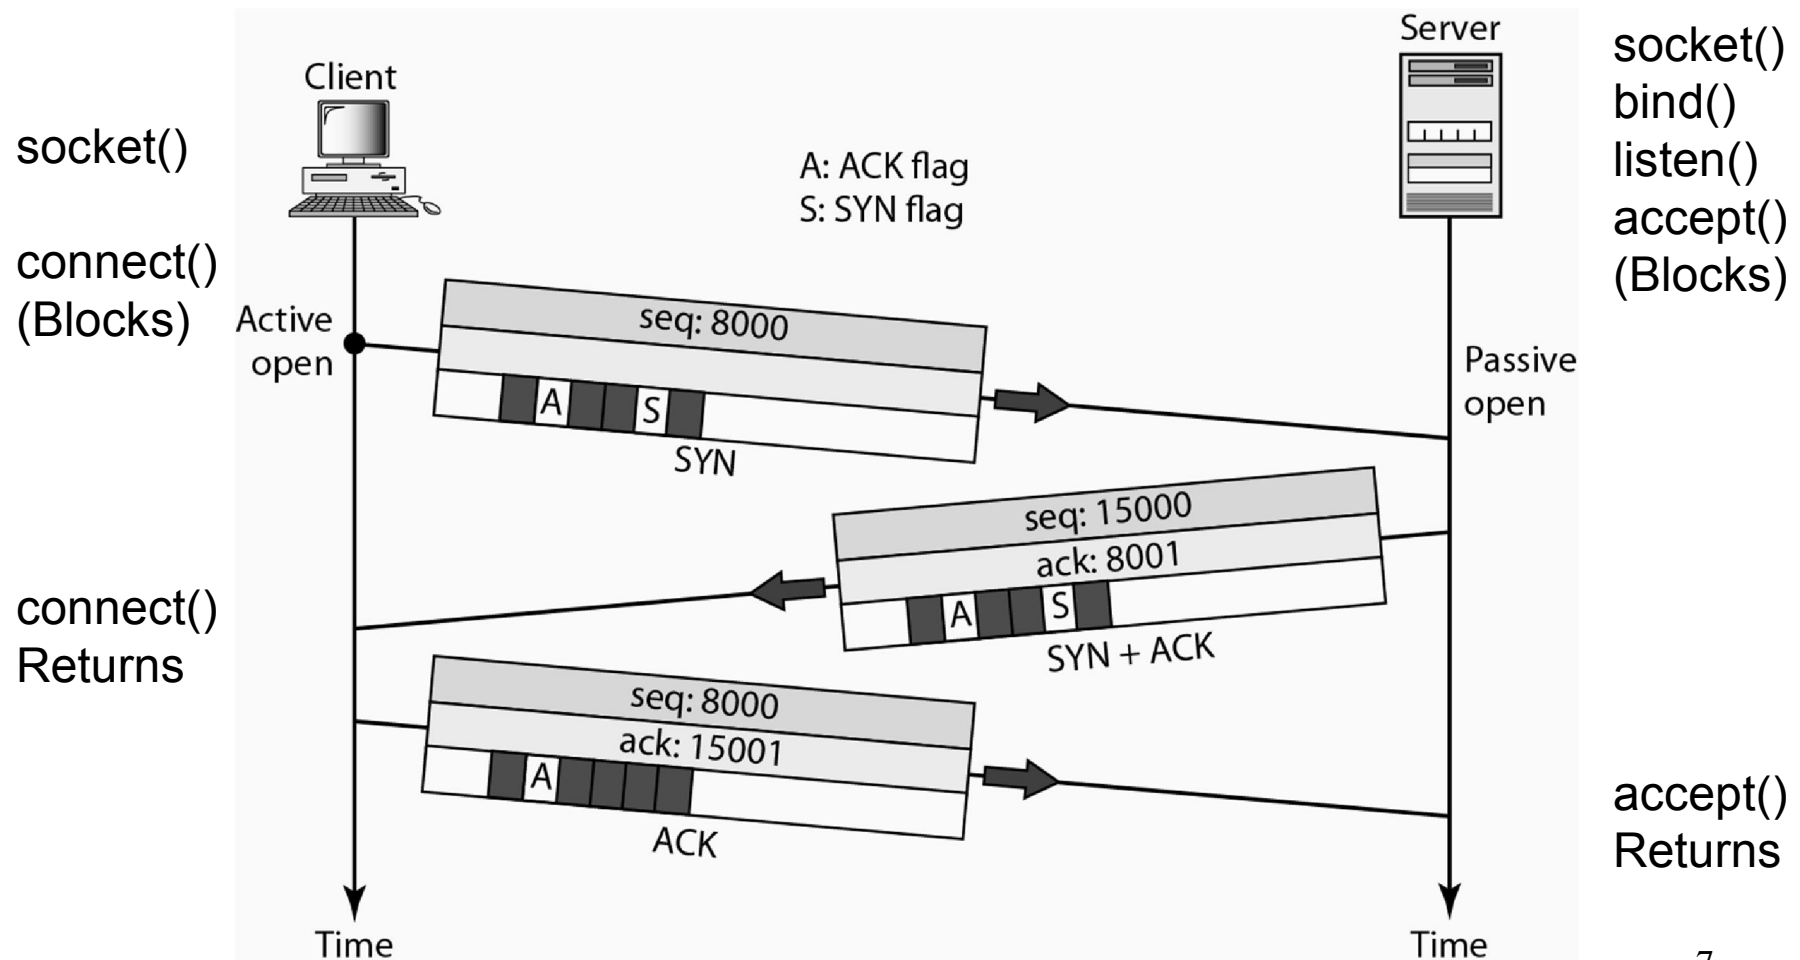 socket()
connect()
(Blocks)
connect()
Returns
Client
Active
open
A: ACK flag
S: SYN flag
seq: 8000
A
S
SYN
seq: 15000
ack: 8001
A
S
SYN + ACK
seq: 8000
ack: 15001
A
ACK
Time
Server
Passive
open
Time
socket()
bind()
listen()
accept()
(Blocks)
accept()
Returns